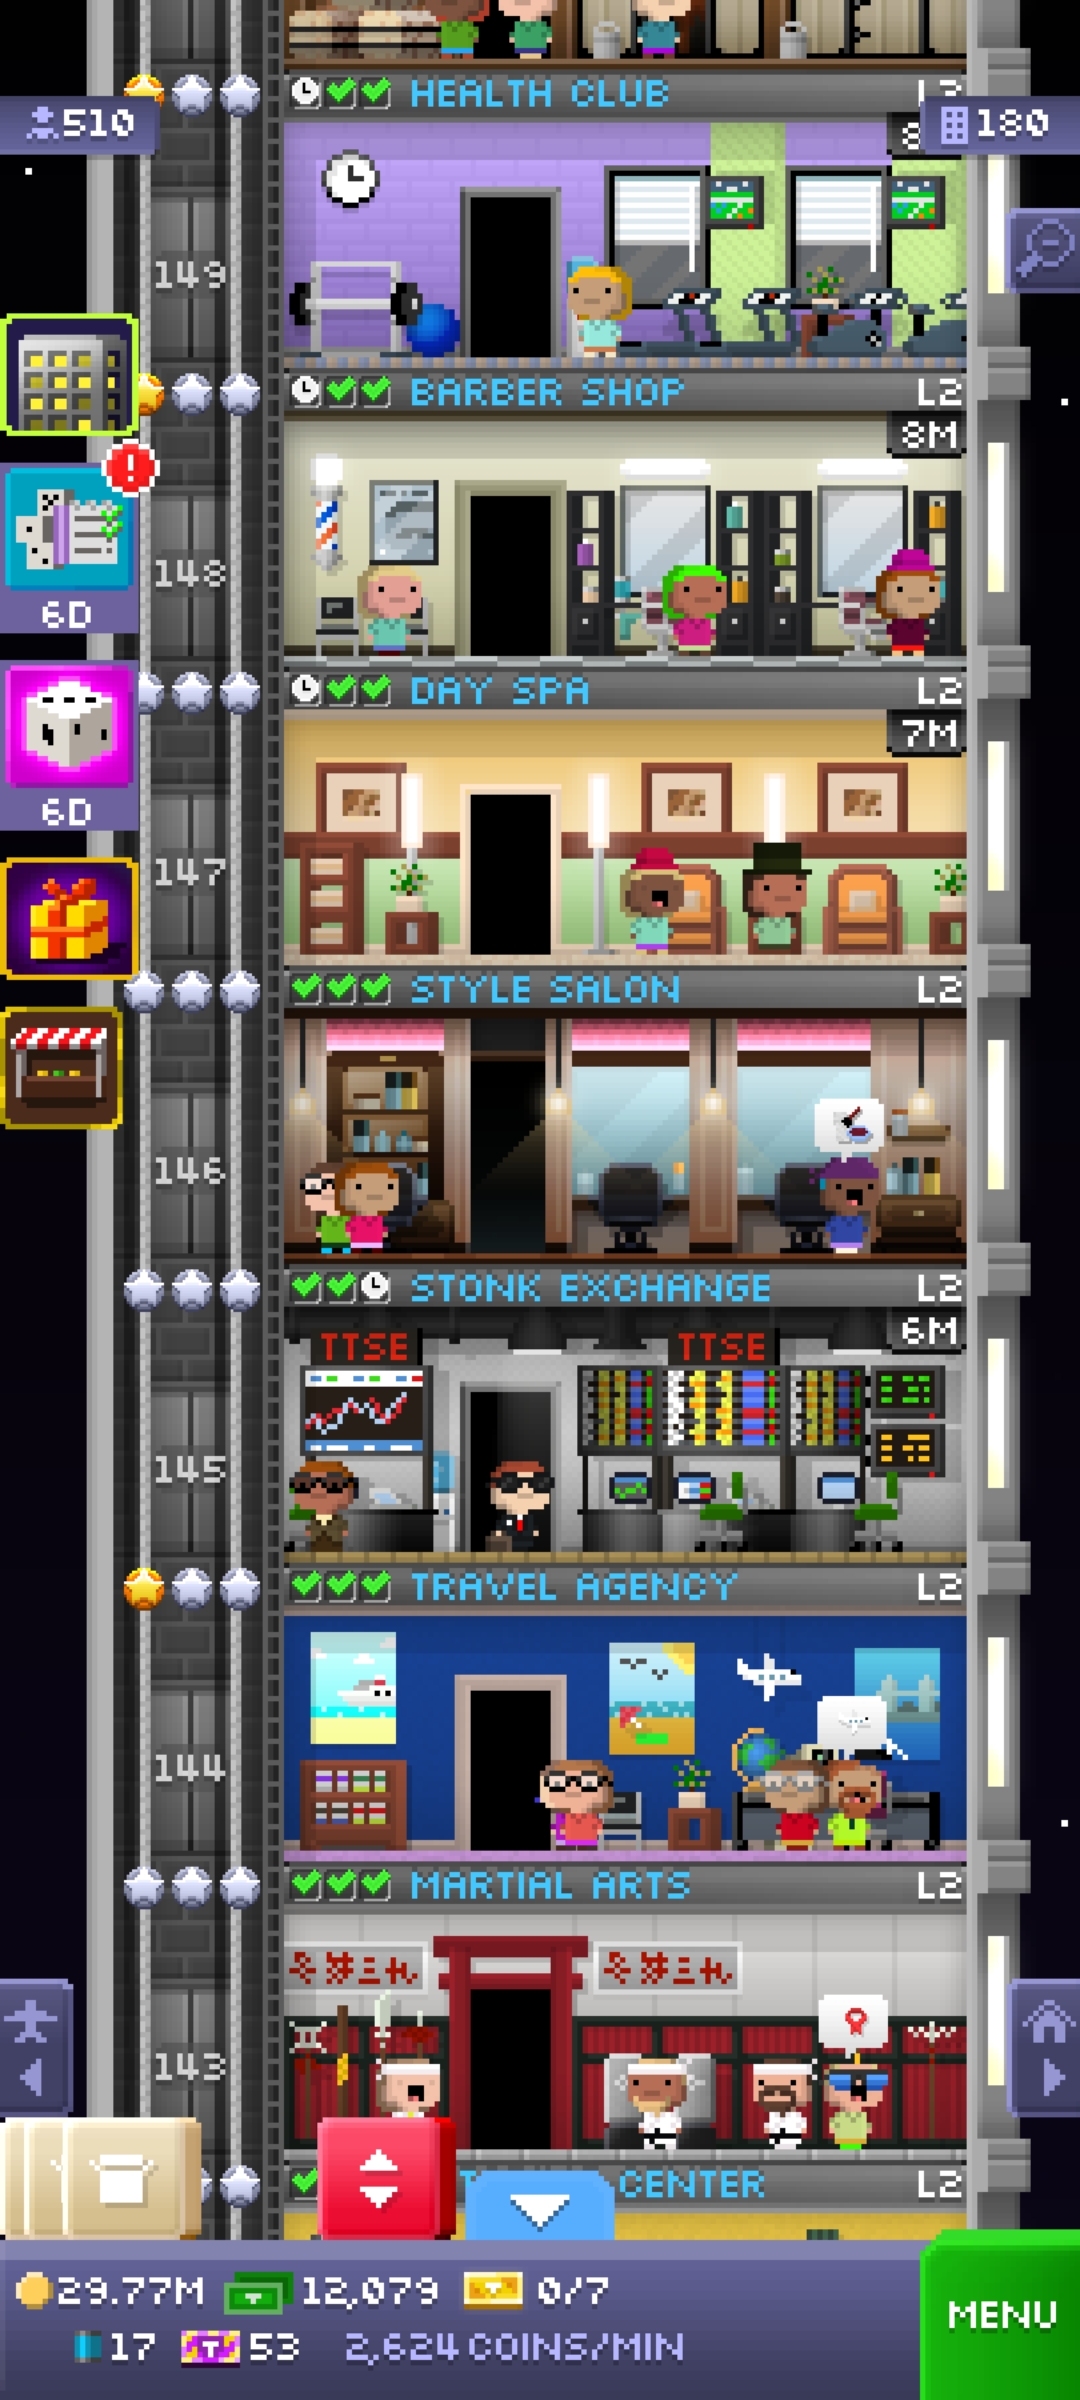 HEALTH CLUB
510
180
149
BARBER SHOP L2
8M
148
6D
DAY SPA L2
7M
6D
147
STYLE SALON L2
146
STONK EXCHANGE L2
6M
TTSE TTSE
145
TRAVEL AGENCY L2
144
MARTIAL ARTS L2
143
CENTER L2
29.77M 12,079 0/7
17 53 2,624 COINS/MIN
MENU